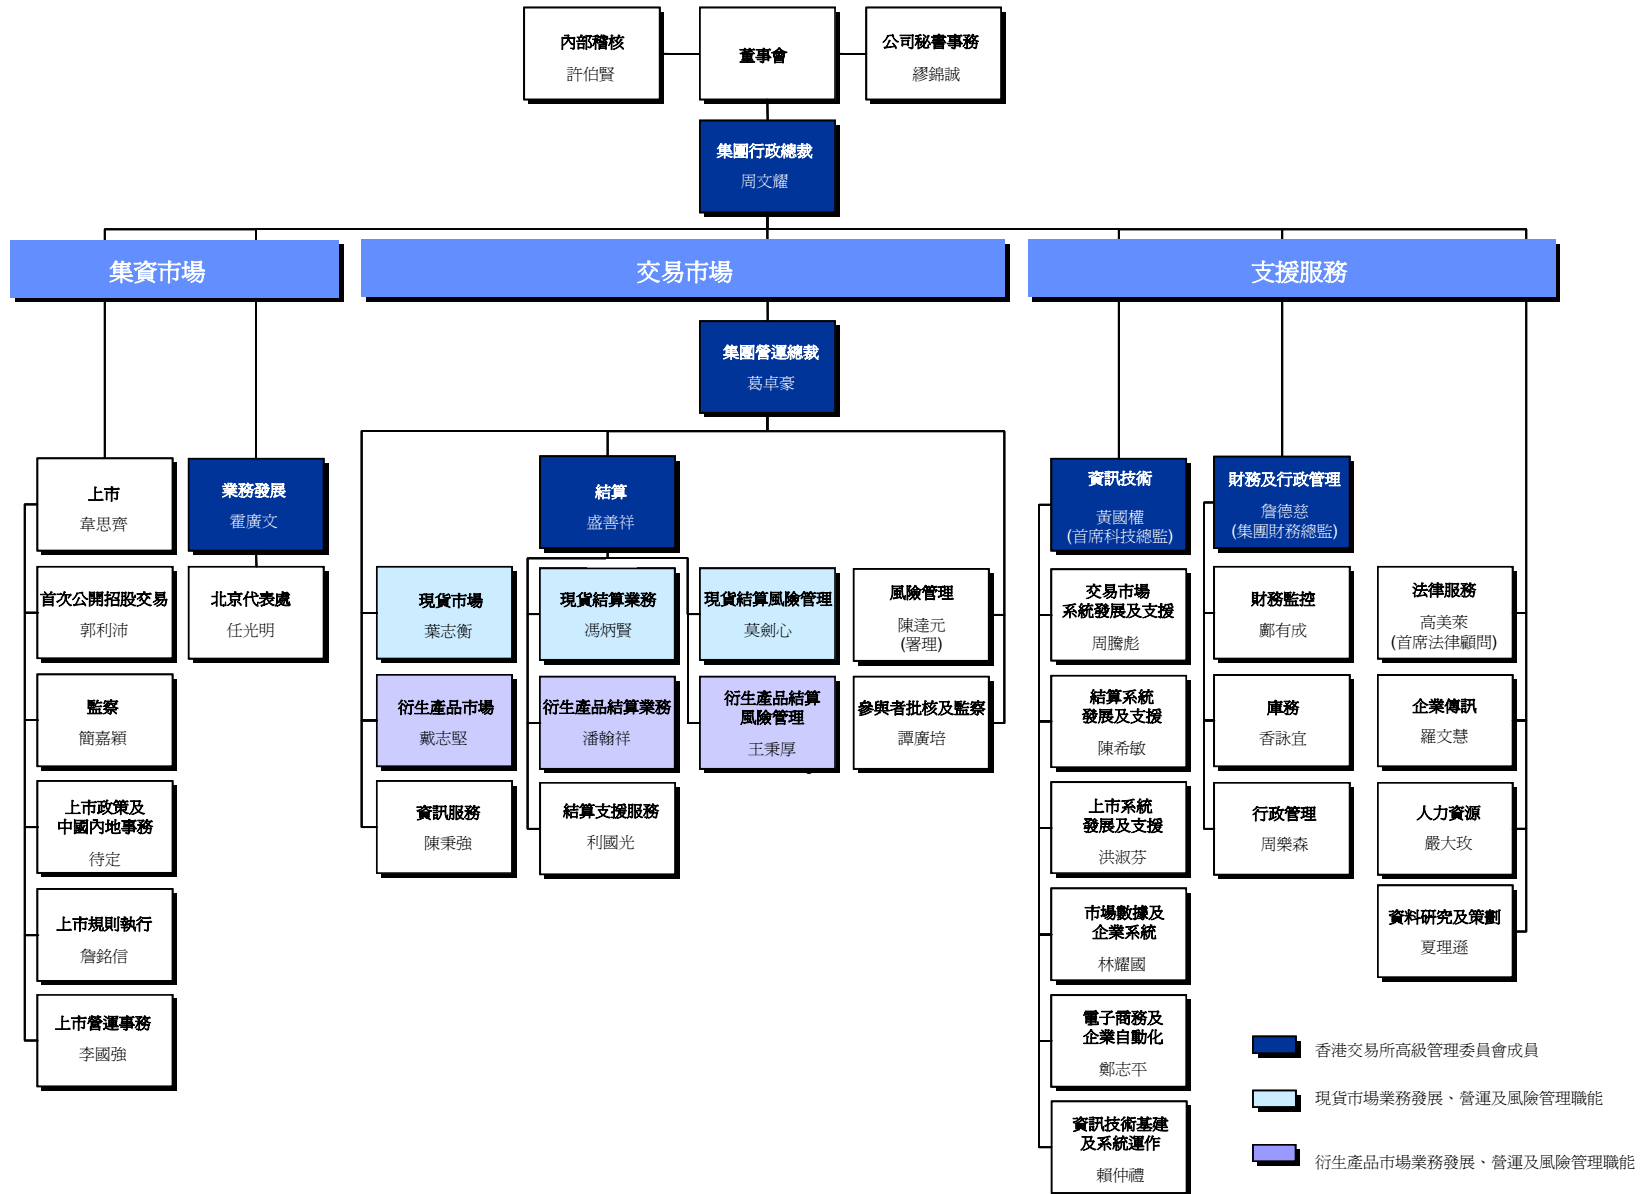 內部稽核
許伯賢
董事會
公司秘書事務
繆錦誠
集團行政總裁
周文耀
集資市場
交易市場
支援服務
集團營運總裁
葛卓豪
上市
韋思齊
業務發展
霍廣文
結算
盛善祥
資訊技術
黃國權
(首席科技總監)
財務及行政管理
詹德慈
(集團財務總監)
首次公開招股交易
郭利沛
北京代表處
任光明
現貨市場
葉志衡
現貨結算業務
馮炳賢
現貨結算風險管理
莫劍心
風險管理
陳達元
(署理)
交易市場
系統發展及支援
周騰彪
財務監控
鄺有成
法律服務
高美萊
(首席法律顧問)
監察
簡嘉穎
衍生產品市場
戴志堅
衍生產品結算業務
潘翰祥
衍生產品結算
風險管理
王秉厚
參與者批核及監察
譚廣培
結算系統
發展及支援
陳希敏
庫務
香詠宜
企業傳訊
羅文慧
上市政策及
中國內地事務
待定
資訊服務
陳秉強
結算支援服務
利國光
上市系統
發展及支援
洪淑芬
行政管理
周樂森
人力資源
嚴大玫
上市規則執行
詹銘信
市場數據及
企業系統
林耀國
資料研究及策劃
夏理遜
上市營運事務
李國強
電子商務及
企業自動化
鄭志平
資訊技術基建
及系統運作
賴仲禮
香港交易所高級管理委員會成員
現貨市場業務發展、營運及風險管理職能
衍生產品市場業務發展、營運及風險管理職能